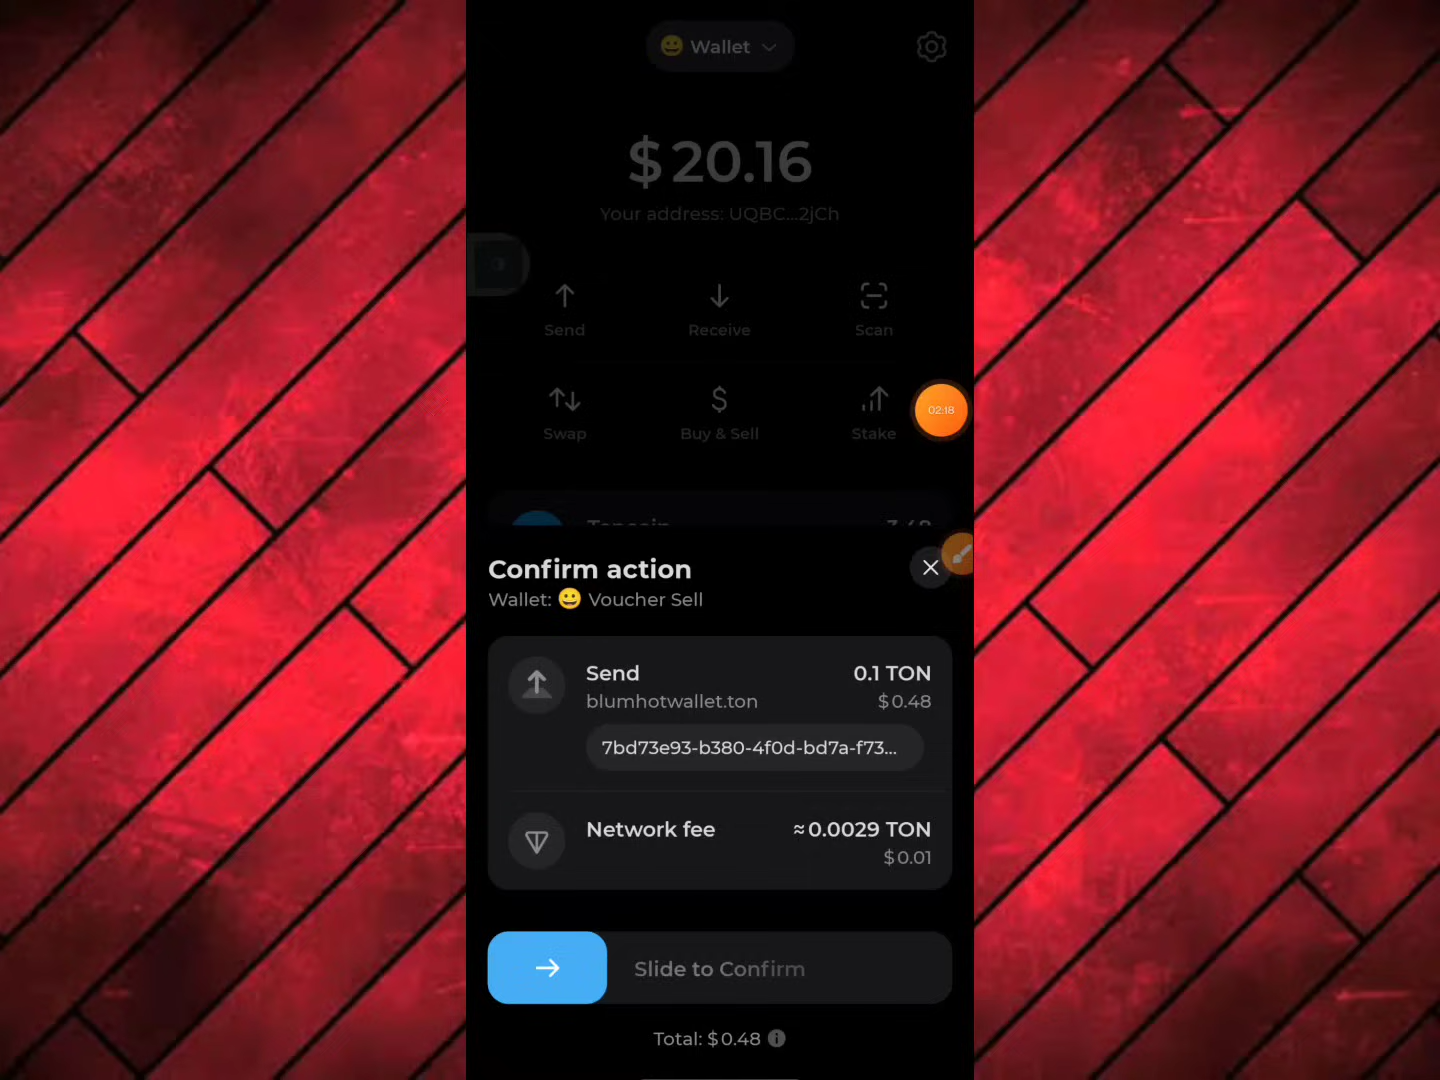 😀 Wallet
$ 20.16
Your address: UQBC...2jCh
Send
Receive
Scan
02:18
Swap
Buy & Sell
Stake
Toncoin
Confirm action
Wallet: 😀 Voucher Sell
Send
0.1 TON
blumhotwallet.ton
$ 0.48
7bd73e93-b380-4f0d-bd7a-f73...
Network fee
≈ 0.0029 TON
$ 0.01
Slide to Confirm
Total: $ 0.48